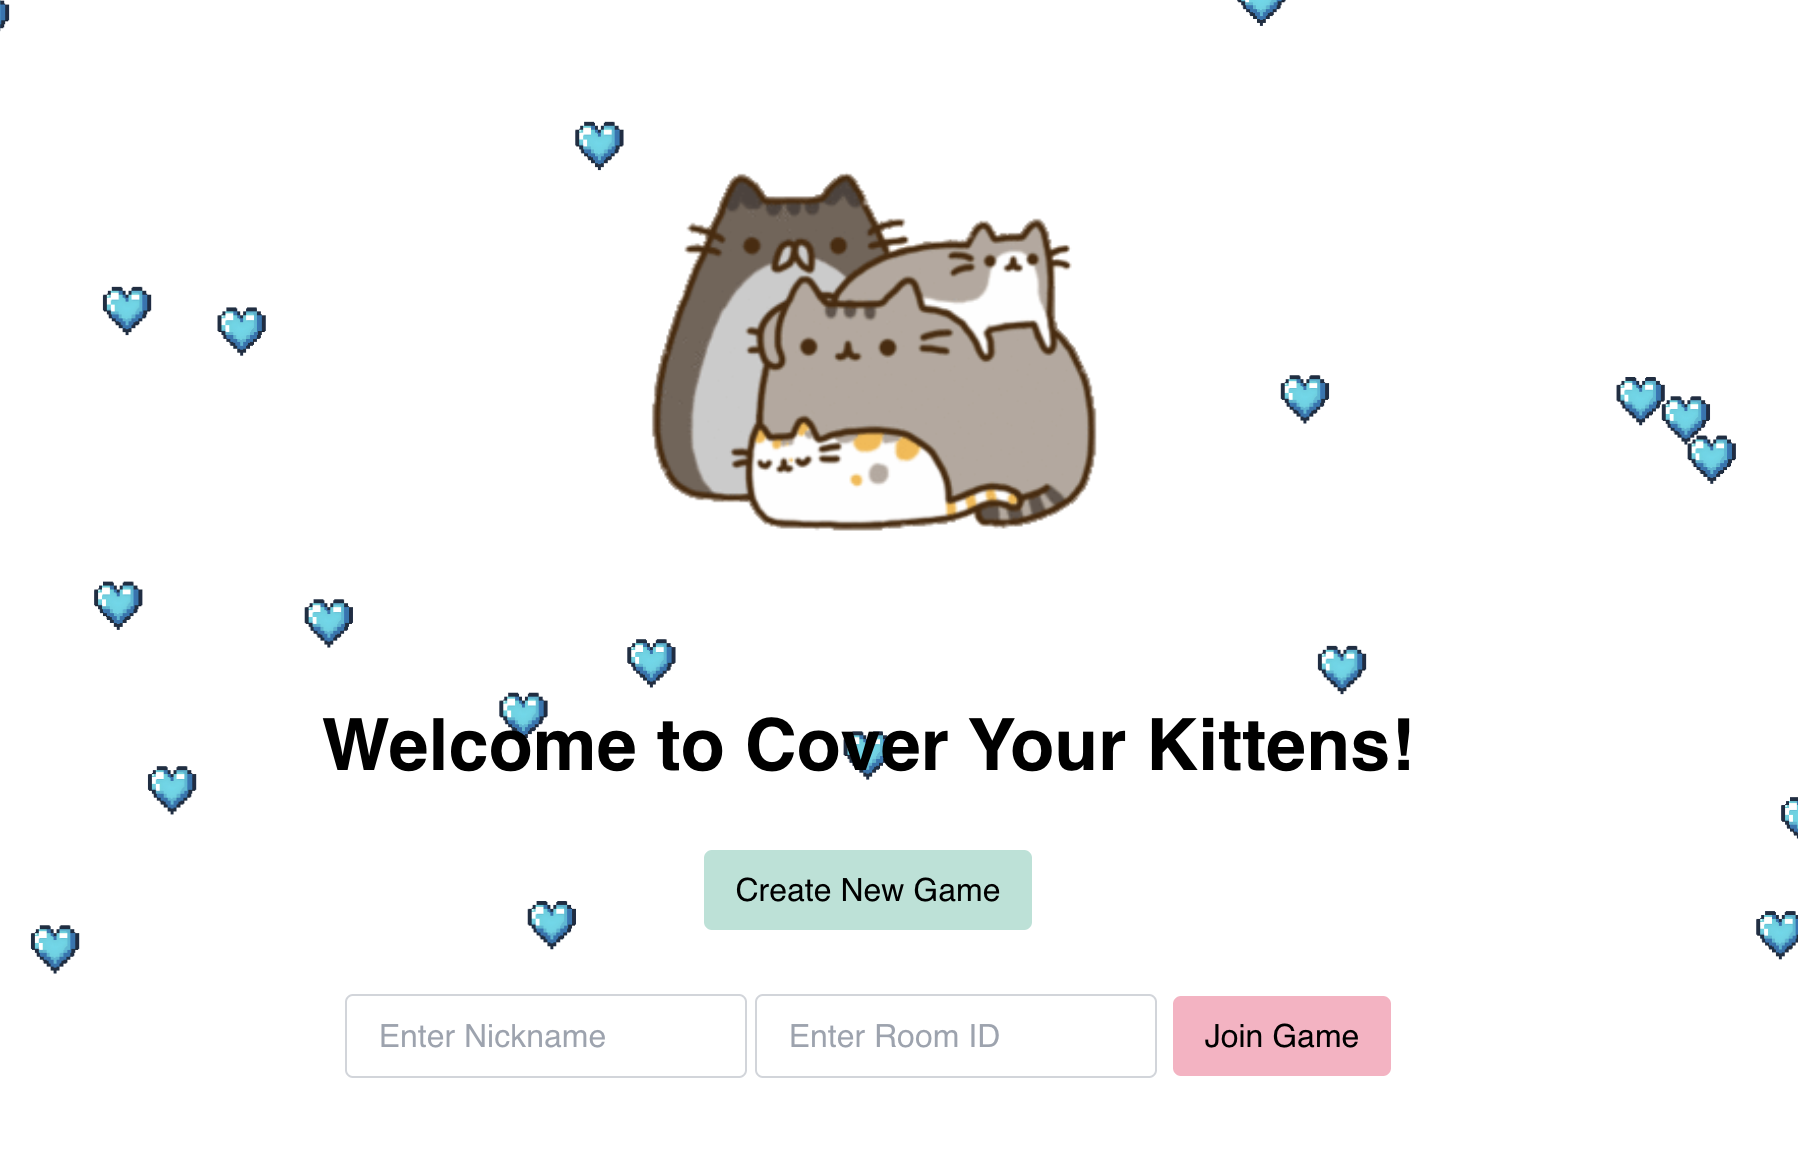 Welcome to Cover Your Kittens!
Create New Game
Enter Nickname
Enter Room ID
Join Game